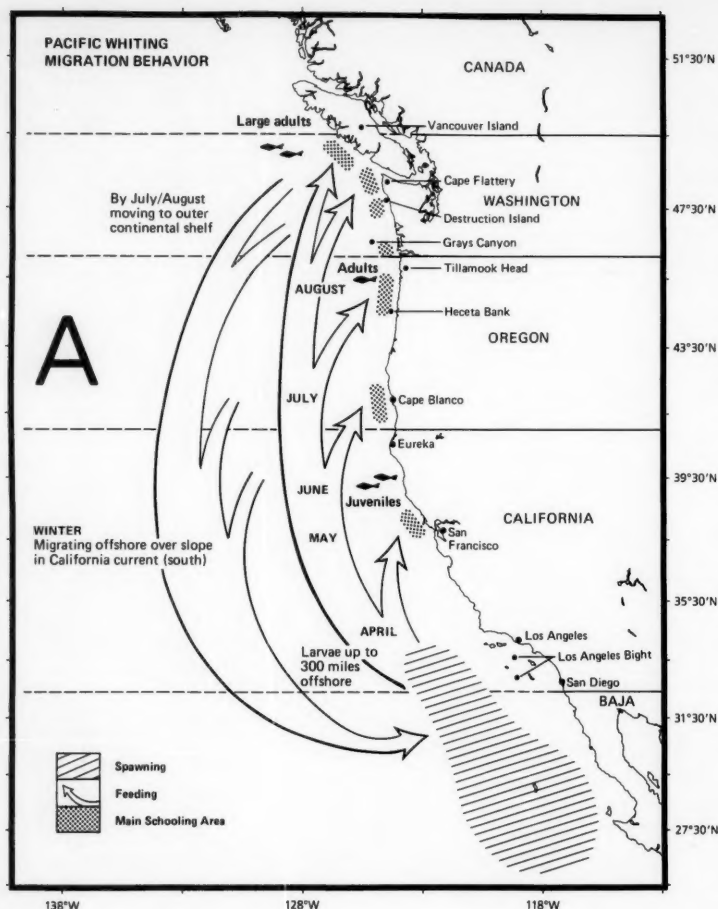 PACIFIC WHITING
MIGRATION BEHAVIOR
CANADA
51°30'N
Large adults
Vancouver Island
Cape Flattery
WASHINGTON
47°30'N
By July/August
moving to outer
continental shelf
Destruction Island
Grays Canyon
Adults
Tillamook Head
AUGUST
Heceta Bank
OREGON
A
43°30'N
JULY
Cape Blanco
Eureka
39°30'N
JUNE
Juveniles
CALIFORNIA
WINTER
Migrating offshore over slope
in California current (south)
MAY
San
Francisco
35°30'N
APRIL
Los Angeles
Larvae up to
300 miles
offshore
Los Angeles Bight
San Diego
BAJA
31°30'N
Spawning
Feeding
Main Schooling Area
27°30'N
138°W
128°W
118°W